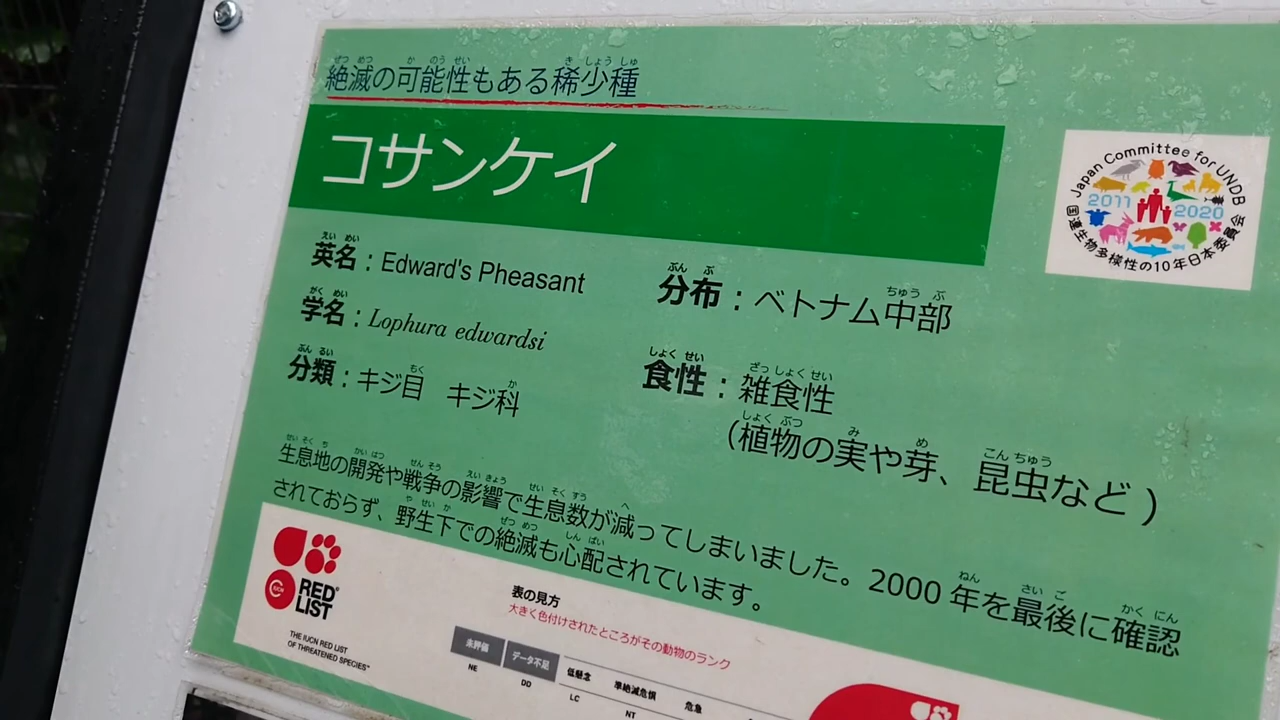 絶滅の可能性もある稀少種
コサンケイ
Japan Committee for UNDB
2011 2020
国連生物多様性の10年日本委員会
英名：Edward's Pheasant
学名：Lophura edwardsi
分類：キジ目 キジ科
分布：ベトナム中部
食性：雑食性
(植物の実や芽、昆虫など)
生息地の開発や戦争の影響で生息数が減ってしまいました。2000年を最後に確認
されておらず、野生下での絶滅も心配されています。
IUCN
RED
LIST
THE IUCN RED LIST
OF THREATENED SPECIES™
表の見方
大きく色付けされたところがその動物のランク
未評価 データ不足 低懸念 準絶滅危惧 危急
NE DD LC NT